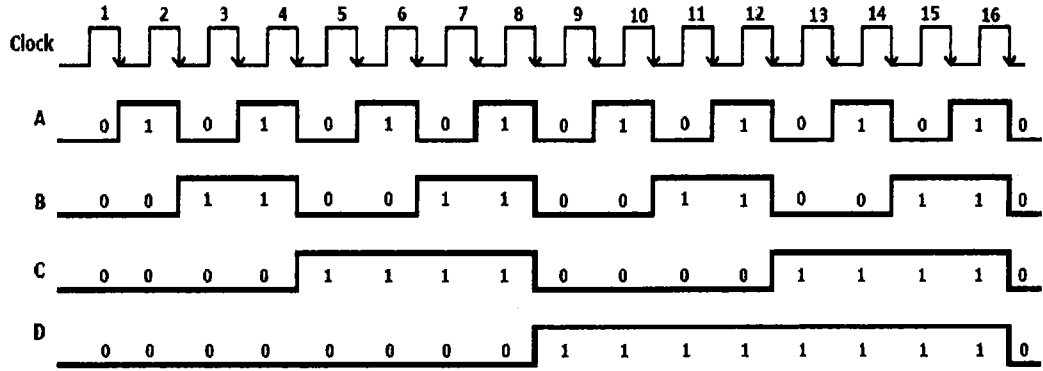 1 2 3 4 5 6 7 8 9 10 11 12 13 14 15 16
Clock
A 0 1 0 1 0 1 0 1 0 1 0 1 0 1 0 1 0
B 0 0 1 1 0 0 1 1 0 0 1 1 0 0 1 1 0
C 0 0 0 0 1 1 1 1 0 0 0 0 1 1 1 1 0
D 0 0 0 0 0 0 0 0 1 1 1 1 1 1 1 1 0